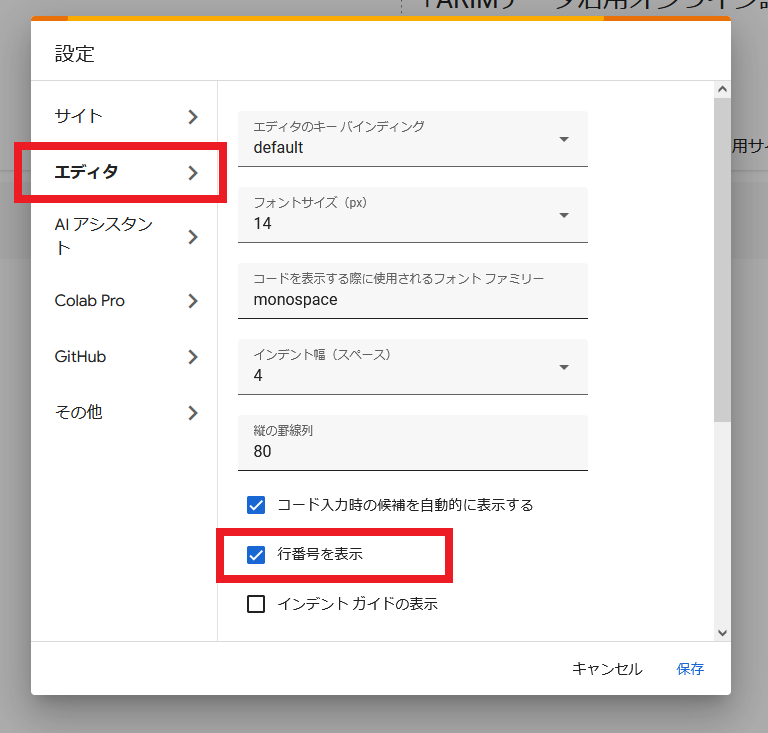 設定
サイト
エディタ
AI アシスタン
ト
Colab Pro
GitHub
その他
エディタのキー バインディング
default
フォントサイズ（px）
14
コードを表示する際に使用されるフォント ファミリー
monospace
インデント幅（スペース）
4
縦の罫線列
80
コード入力時の候補を自動的に表示する
行番号を表示
インデント ガイドの表示
キャンセル
保存
用サイ